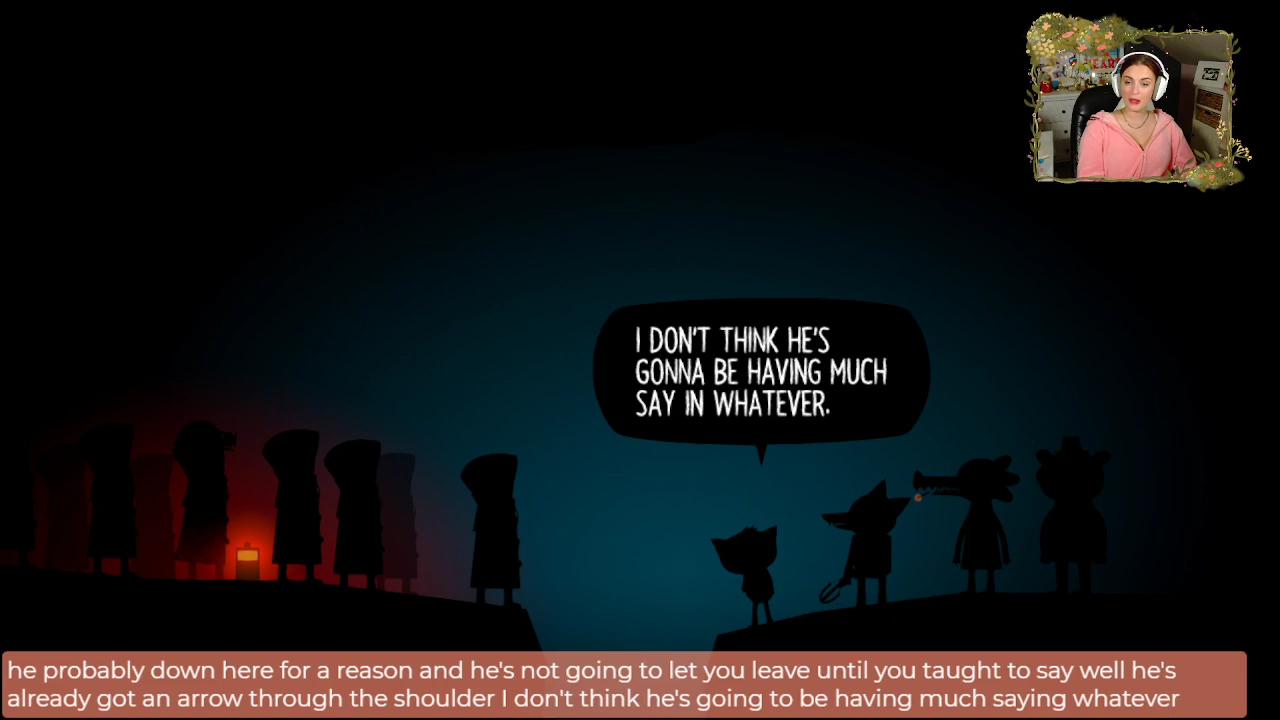 I DON'T THINK HE'S
GONNA BE HAVING MUCH
SAY IN WHATEVER.
he probably down here for a reason and he's not going to let you leave until you taught to say well he's
already got an arrow through the shoulder I don't think he's going to be having much saying whatever